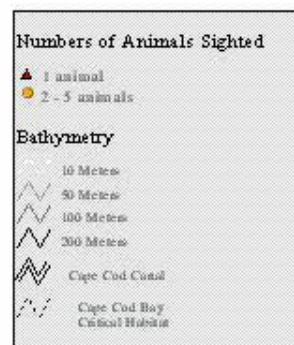 Numbers of Animals Sighted
1 animal
2 - 5 animals
Bathymetry
10 Meters
50 Meters
100 Meters
200 Meters
Cape Cod Canal
Cape Cod Bay
Critical Habitat